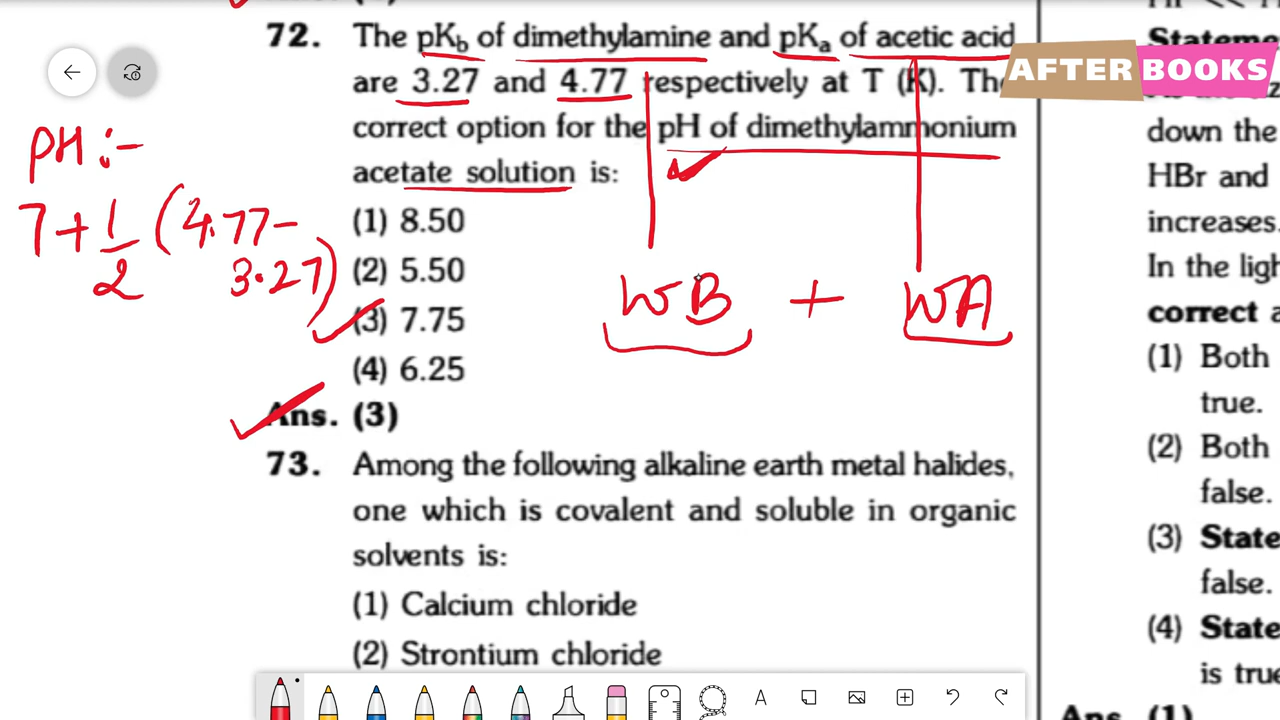 72. The pKb of dimethylamine and pKa of acetic acid
are 3.27 and 4.77 respectively at T (K). The
correct option for the pH of dimethylammonium
acetate solution is:
(1) 8.50
(2) 5.50
(3) 7.75
(4) 6.25
Ans. (3)
73. Among the following alkaline earth metal halides,
one which is covalent and soluble in organic
solvents is:
(1) Calcium chloride
(2) Strontium chloride
PH :-
7 + 1/2 (4.77 -
3.27)
WB + WA
AFTER BOOKS
down the
HBr and
increases.
In the ligh
correct a
(1) Both
true.
(2) Both
false.
(3) State
false.
(4) State
is true
Ans. (1)
A